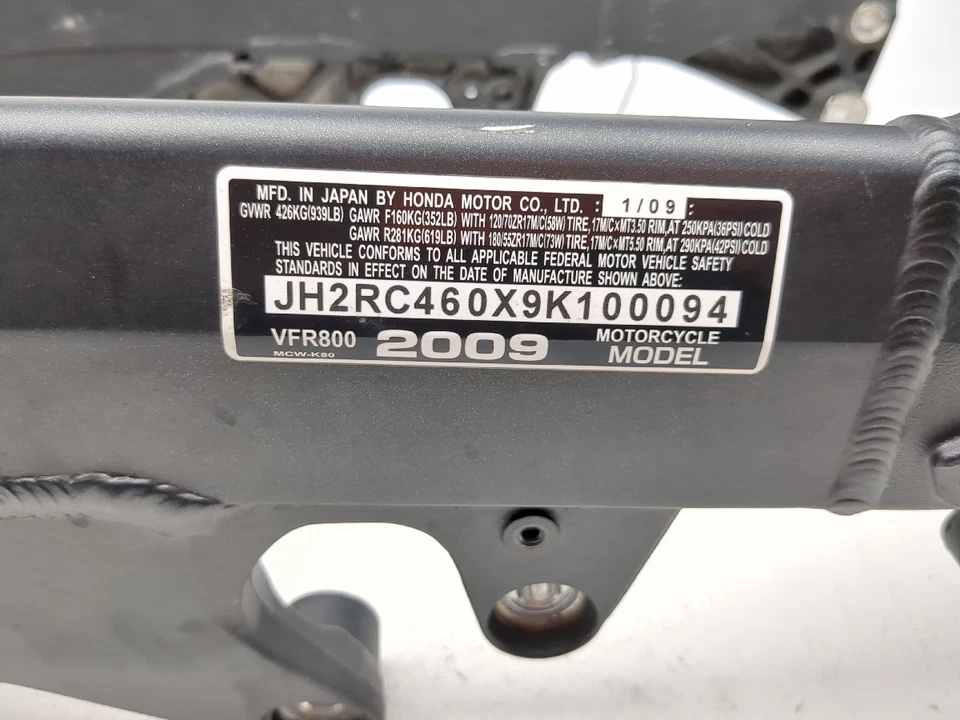 MFD. IN JAPAN BY HONDA MOTOR CO., LTD. : 1/09 :
GVWR 426KG(939LB) GAWR F160KG(352LB) WITH 120/70ZR17M/C(58W) TIRE, 17M/C×MT3.50 RIM, AT 250KPA(36PSI) COLD
GAWR R281KG(619LB) WITH 180/55ZR17M/C(73W) TIRE, 17M/C×MT5.50 RIM, AT 290KPA(42PSI) COLD
THIS VEHICLE CONFORMS TO ALL APPLICABLE FEDERAL MOTOR VEHICLE SAFETY
STANDARDS IN EFFECT ON THE DATE OF MANUFACTURE SHOWN ABOVE:
JH2RC460X9K100094
VFR800 2009 MOTORCYCLE
MCW-K80 MODEL